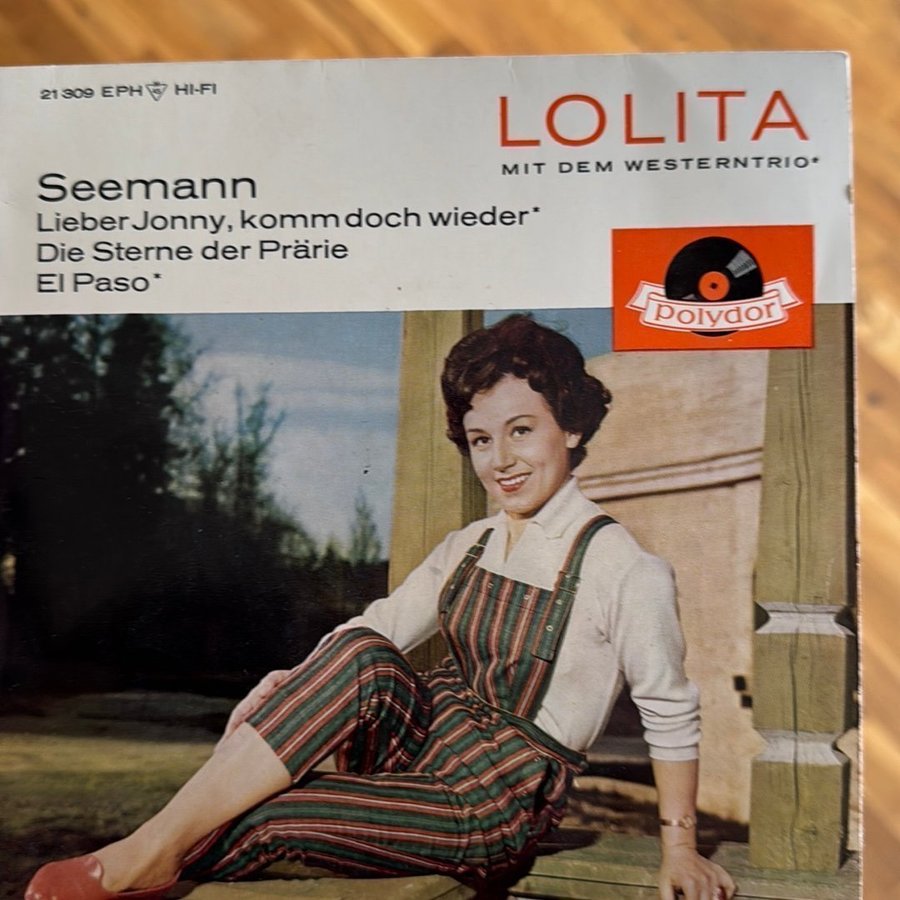 21 309 EPH 45 HI-FI
LOLITA
MIT DEM WESTERNTRIO*
Seemann
Lieber Jonny, komm doch wieder*
Die Sterne der Prärie
El Paso*
polydor